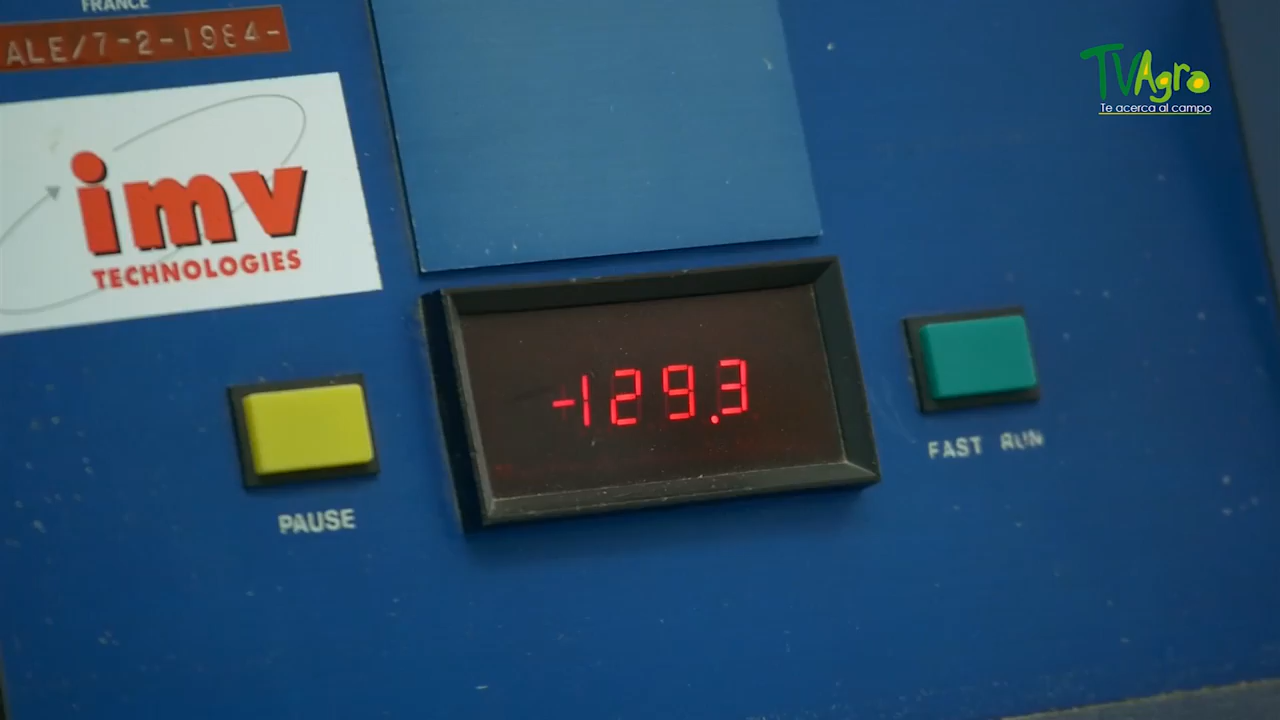 FRANCE
ALE/7-2-1984-
imv
TECHNOLOGIES
TVAgro
Te acerca al campo
-129.3
PAUSE
FAST RUN